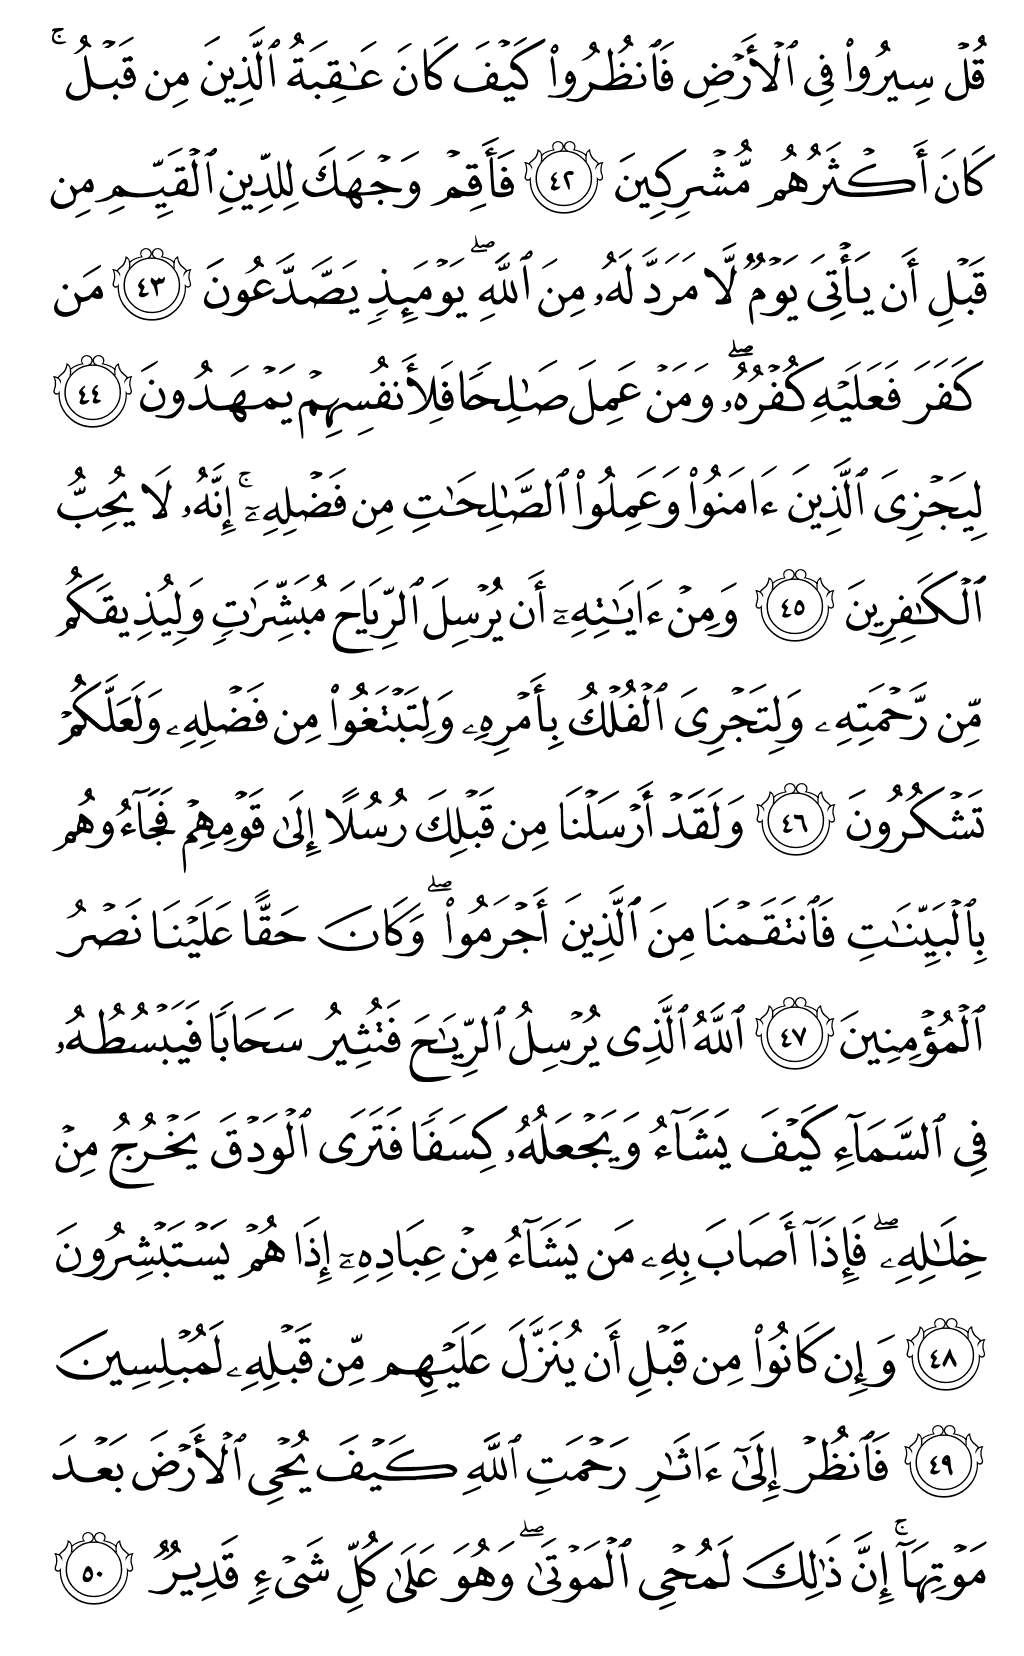 قُلۡ سِيرُواْ فِي ٱلۡأَرۡضِ فَٱنظُرُواْ كَيۡفَ كَانَ عَٰقِبَةُ ٱلَّذِينَ مِن قَبۡلُۚ
كَانَ أَكۡثَرُهُم مُّشۡرِكِينَ ٤٢ فَأَقِمۡ وَجۡهَكَ لِلدِّينِ ٱلۡقَيِّمِ مِن
قَبۡلِ أَن يَأۡتِيَ يَوۡمٞ لَّا مَرَدَّ لَهُۥ مِنَ ٱللَّهِۖ يَوۡمَئِذٖ يَصَّدَّعُونَ ٤٣ مَن
كَفَرَ فَعَلَيۡهِ كُفۡرُهُۥۖ وَمَنۡ عَمِلَ صَٰلِحٗا فَلِأَنفُسِهِمۡ يَمۡهَدُونَ ٤٤
لِيَجۡزِيَ ٱلَّذِينَ ءَامَنُواْ وَعَمِلُواْ ٱلصَّٰلِحَٰتِ مِن فَضۡلِهِۦٓۚ إِنَّهُۥ لَا يُحِبُّ
ٱلۡكَٰفِرِينَ ٤٥ وَمِنۡ ءَايَٰتِهِۦٓ أَن يُرۡسِلَ ٱلرِّيَاحَ مُبَشِّرَٰتٖ وَلِيُذِيقَكُم
مِّن رَّحۡمَتِهِۦ وَلِتَجۡرِيَ ٱلۡفُلۡكُ بِأَمۡرِهِۦ وَلِتَبۡتَغُواْ مِن فَضۡلِهِۦ وَلَعَلَّكُمۡ
تَشۡكُرُونَ ٤٦ وَلَقَدۡ أَرۡسَلۡنَا مِن قَبۡلِكَ رُسُلًا إِلَىٰ قَوۡمِهِمۡ فَجَآءُوهُم
بِٱلۡبَيِّنَٰتِ فَٱنتَقَمۡنَا مِنَ ٱلَّذِينَ أَجۡرَمُواْۖ وَكَانَ حَقًّا عَلَيۡنَا نَصۡرُ
ٱلۡمُؤۡمِنِينَ ٤٧ ٱللَّهُ ٱلَّذِي يُرۡسِلُ ٱلرِّيَٰحَ فَتُثِيرُ سَحَابٗا فَيَبۡسُطُهُۥ
فِي ٱلسَّمَآءِ كَيۡفَ يَشَآءُ وَيَجۡعَلُهُۥ كِسَفٗا فَتَرَى ٱلۡوَدۡقَ يَخۡرُجُ مِنۡ
خِلَٰلِهِۦۖ فَإِذَآ أَصَابَ بِهِۦ مَن يَشَآءُ مِنۡ عِبَادِهِۦٓ إِذَا هُمۡ يَسۡتَبۡشِرُونَ
٤٨ وَإِن كَانُواْ مِن قَبۡلِ أَن يُنَزَّلَ عَلَيۡهِم مِّن قَبۡلِهِۦ لَمُبۡلِسِينَ
٤٩ فَٱنظُرۡ إِلَىٰٓ ءَاثَٰرِ رَحۡمَتِ ٱللَّهِ كَيۡفَ يُحۡيِ ٱلۡأَرۡضَ بَعۡدَ
مَوۡتِهَآۚ إِنَّ ذَٰلِكَ لَمُحۡيِ ٱلۡمَوۡتَىٰۖ وَهُوَ عَلَىٰ كُلِّ شَيۡءٖ قَدِيرٞ ٥٠